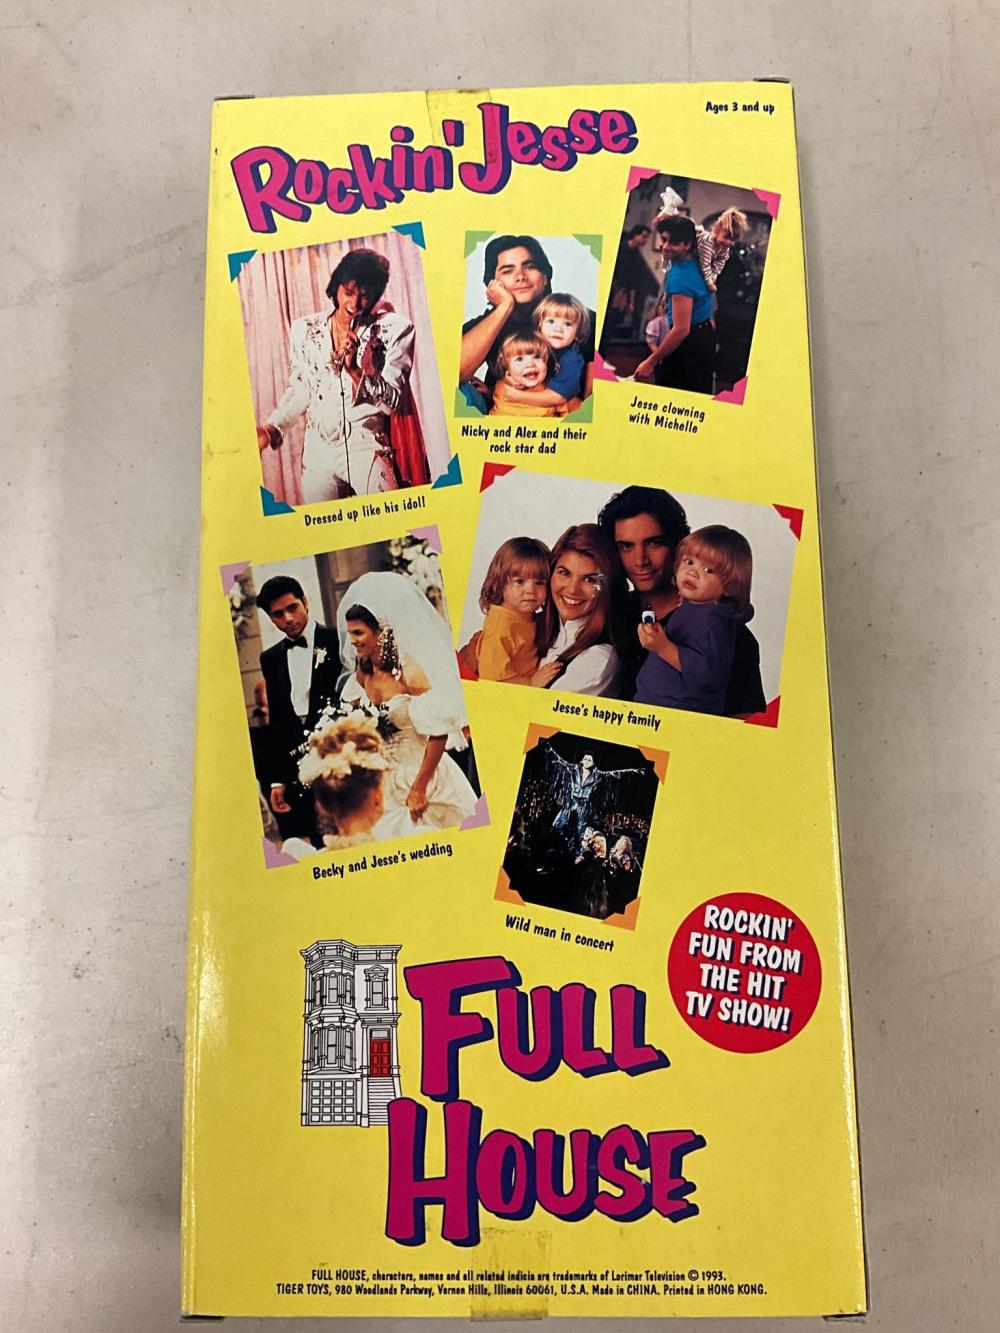 Ages 3 and up
Rockin' Jesse
Dressed up like his idol!
Nicky and Alex and their
rock star dad
Jesse clowning
with Michelle
Jesse's happy family
Becky and Jesse's wedding
Wild man in concert
ROCKIN'
FUN FROM
THE HIT
TV SHOW!
FULL
HOUSE
FULL HOUSE, characters, names and all related indicia are trademarks of Lorimar Television © 1993.
TIGER TOYS, 980 Woodlands Parkway, Vernon Hills, Illinois 60061, U.S.A. Made in CHINA. Printed in HONG KONG.